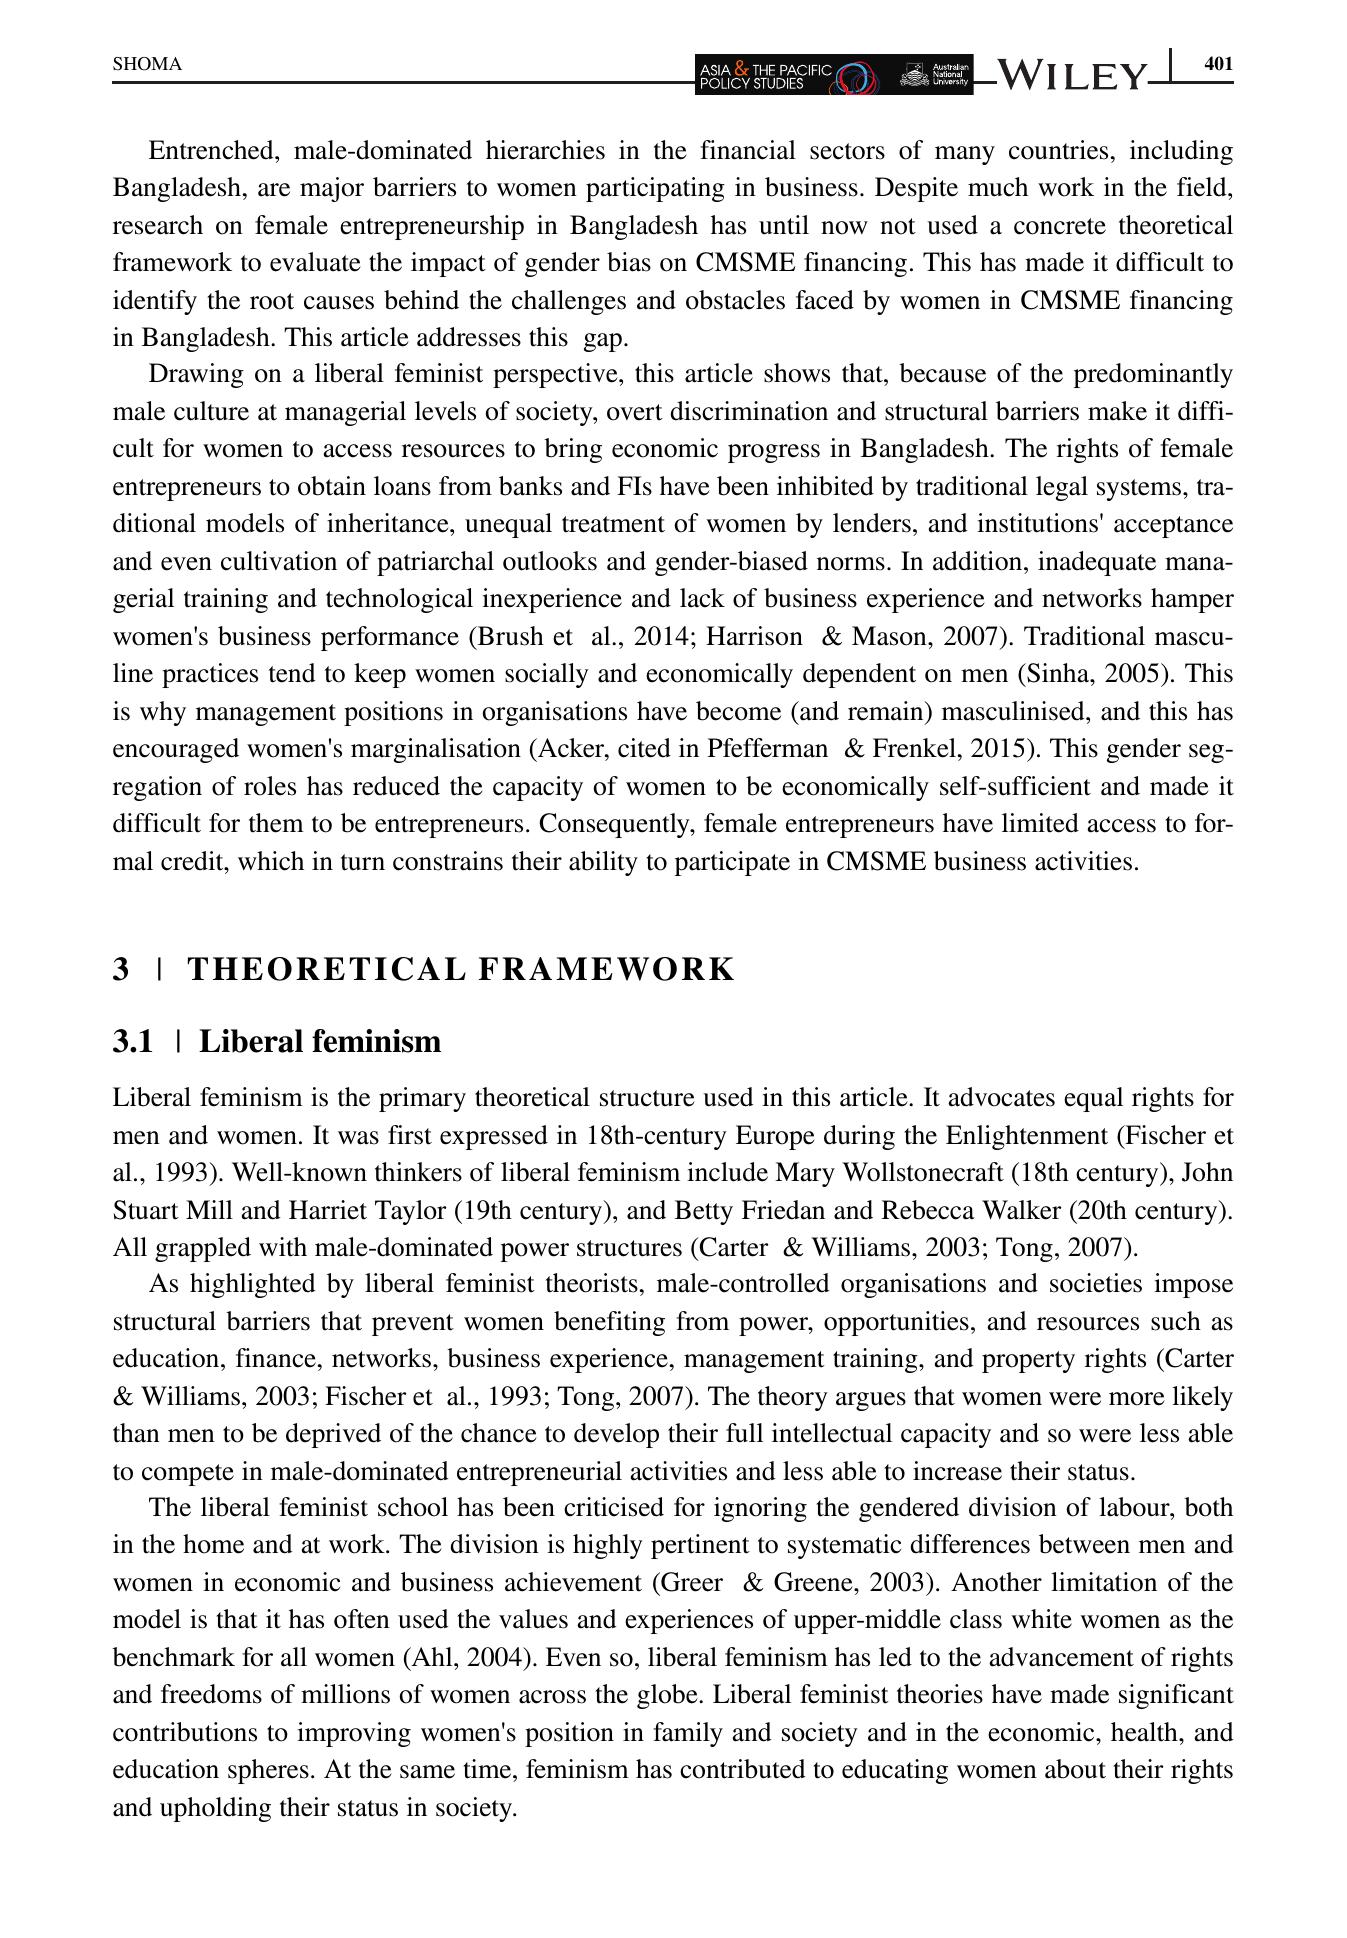 SHOMA
ASIA & THE PACIFIC
POLICY STUDIES
Australian
National
University
WILEY
401
Entrenched, male-dominated hierarchies in the financial sectors of many countries, including
Bangladesh, are major barriers to women participating in business. Despite much work in the field,
research on female entrepreneurship in Bangladesh has until now not used a concrete theoretical
framework to evaluate the impact of gender bias on CMSME financing. This has made it difficult to
identify the root causes behind the challenges and obstacles faced by women in CMSME financing
in Bangladesh. This article addresses this gap.
Drawing on a liberal feminist perspective, this article shows that, because of the predominantly
male culture at managerial levels of society, overt discrimination and structural barriers make it diffi-
cult for women to access resources to bring economic progress in Bangladesh. The rights of female
entrepreneurs to obtain loans from banks and FIs have been inhibited by traditional legal systems, tra-
ditional models of inheritance, unequal treatment of women by lenders, and institutions' acceptance
and even cultivation of patriarchal outlooks and gender-biased norms. In addition, inadequate mana-
gerial training and technological inexperience and lack of business experience and networks hamper
women's business performance (Brush et al., 2014; Harrison & Mason, 2007). Traditional mascu-
line practices tend to keep women socially and economically dependent on men (Sinha, 2005). This
is why management positions in organisations have become (and remain) masculinised, and this has
encouraged women's marginalisation (Acker, cited in Pfefferman & Frenkel, 2015). This gender seg-
regation of roles has reduced the capacity of women to be economically self-sufficient and made it
difficult for them to be entrepreneurs. Consequently, female entrepreneurs have limited access to for-
mal credit, which in turn constrains their ability to participate in CMSME business activities.
3 | THEORETICAL FRAMEWORK
3.1 | Liberal feminism
Liberal feminism is the primary theoretical structure used in this article. It advocates equal rights for
men and women. It was first expressed in 18th-century Europe during the Enlightenment (Fischer et
al., 1993). Well-known thinkers of liberal feminism include Mary Wollstonecraft (18th century), John
Stuart Mill and Harriet Taylor (19th century), and Betty Friedan and Rebecca Walker (20th century).
All grappled with male-dominated power structures (Carter & Williams, 2003; Tong, 2007).
As highlighted by liberal feminist theorists, male-controlled organisations and societies impose
structural barriers that prevent women benefiting from power, opportunities, and resources such as
education, finance, networks, business experience, management training, and property rights (Carter
& Williams, 2003; Fischer et al., 1993; Tong, 2007). The theory argues that women were more likely
than men to be deprived of the chance to develop their full intellectual capacity and so were less able
to compete in male-dominated entrepreneurial activities and less able to increase their status.
The liberal feminist school has been criticised for ignoring the gendered division of labour, both
in the home and at work. The division is highly pertinent to systematic differences between men and
women in economic and business achievement (Greer & Greene, 2003). Another limitation of the
model is that it has often used the values and experiences of upper-middle class white women as the
benchmark for all women (Ahl, 2004). Even so, liberal feminism has led to the advancement of rights
and freedoms of millions of women across the globe. Liberal feminist theories have made significant
contributions to improving women's position in family and society and in the economic, health, and
education spheres. At the same time, feminism has contributed to educating women about their rights
and upholding their status in society.